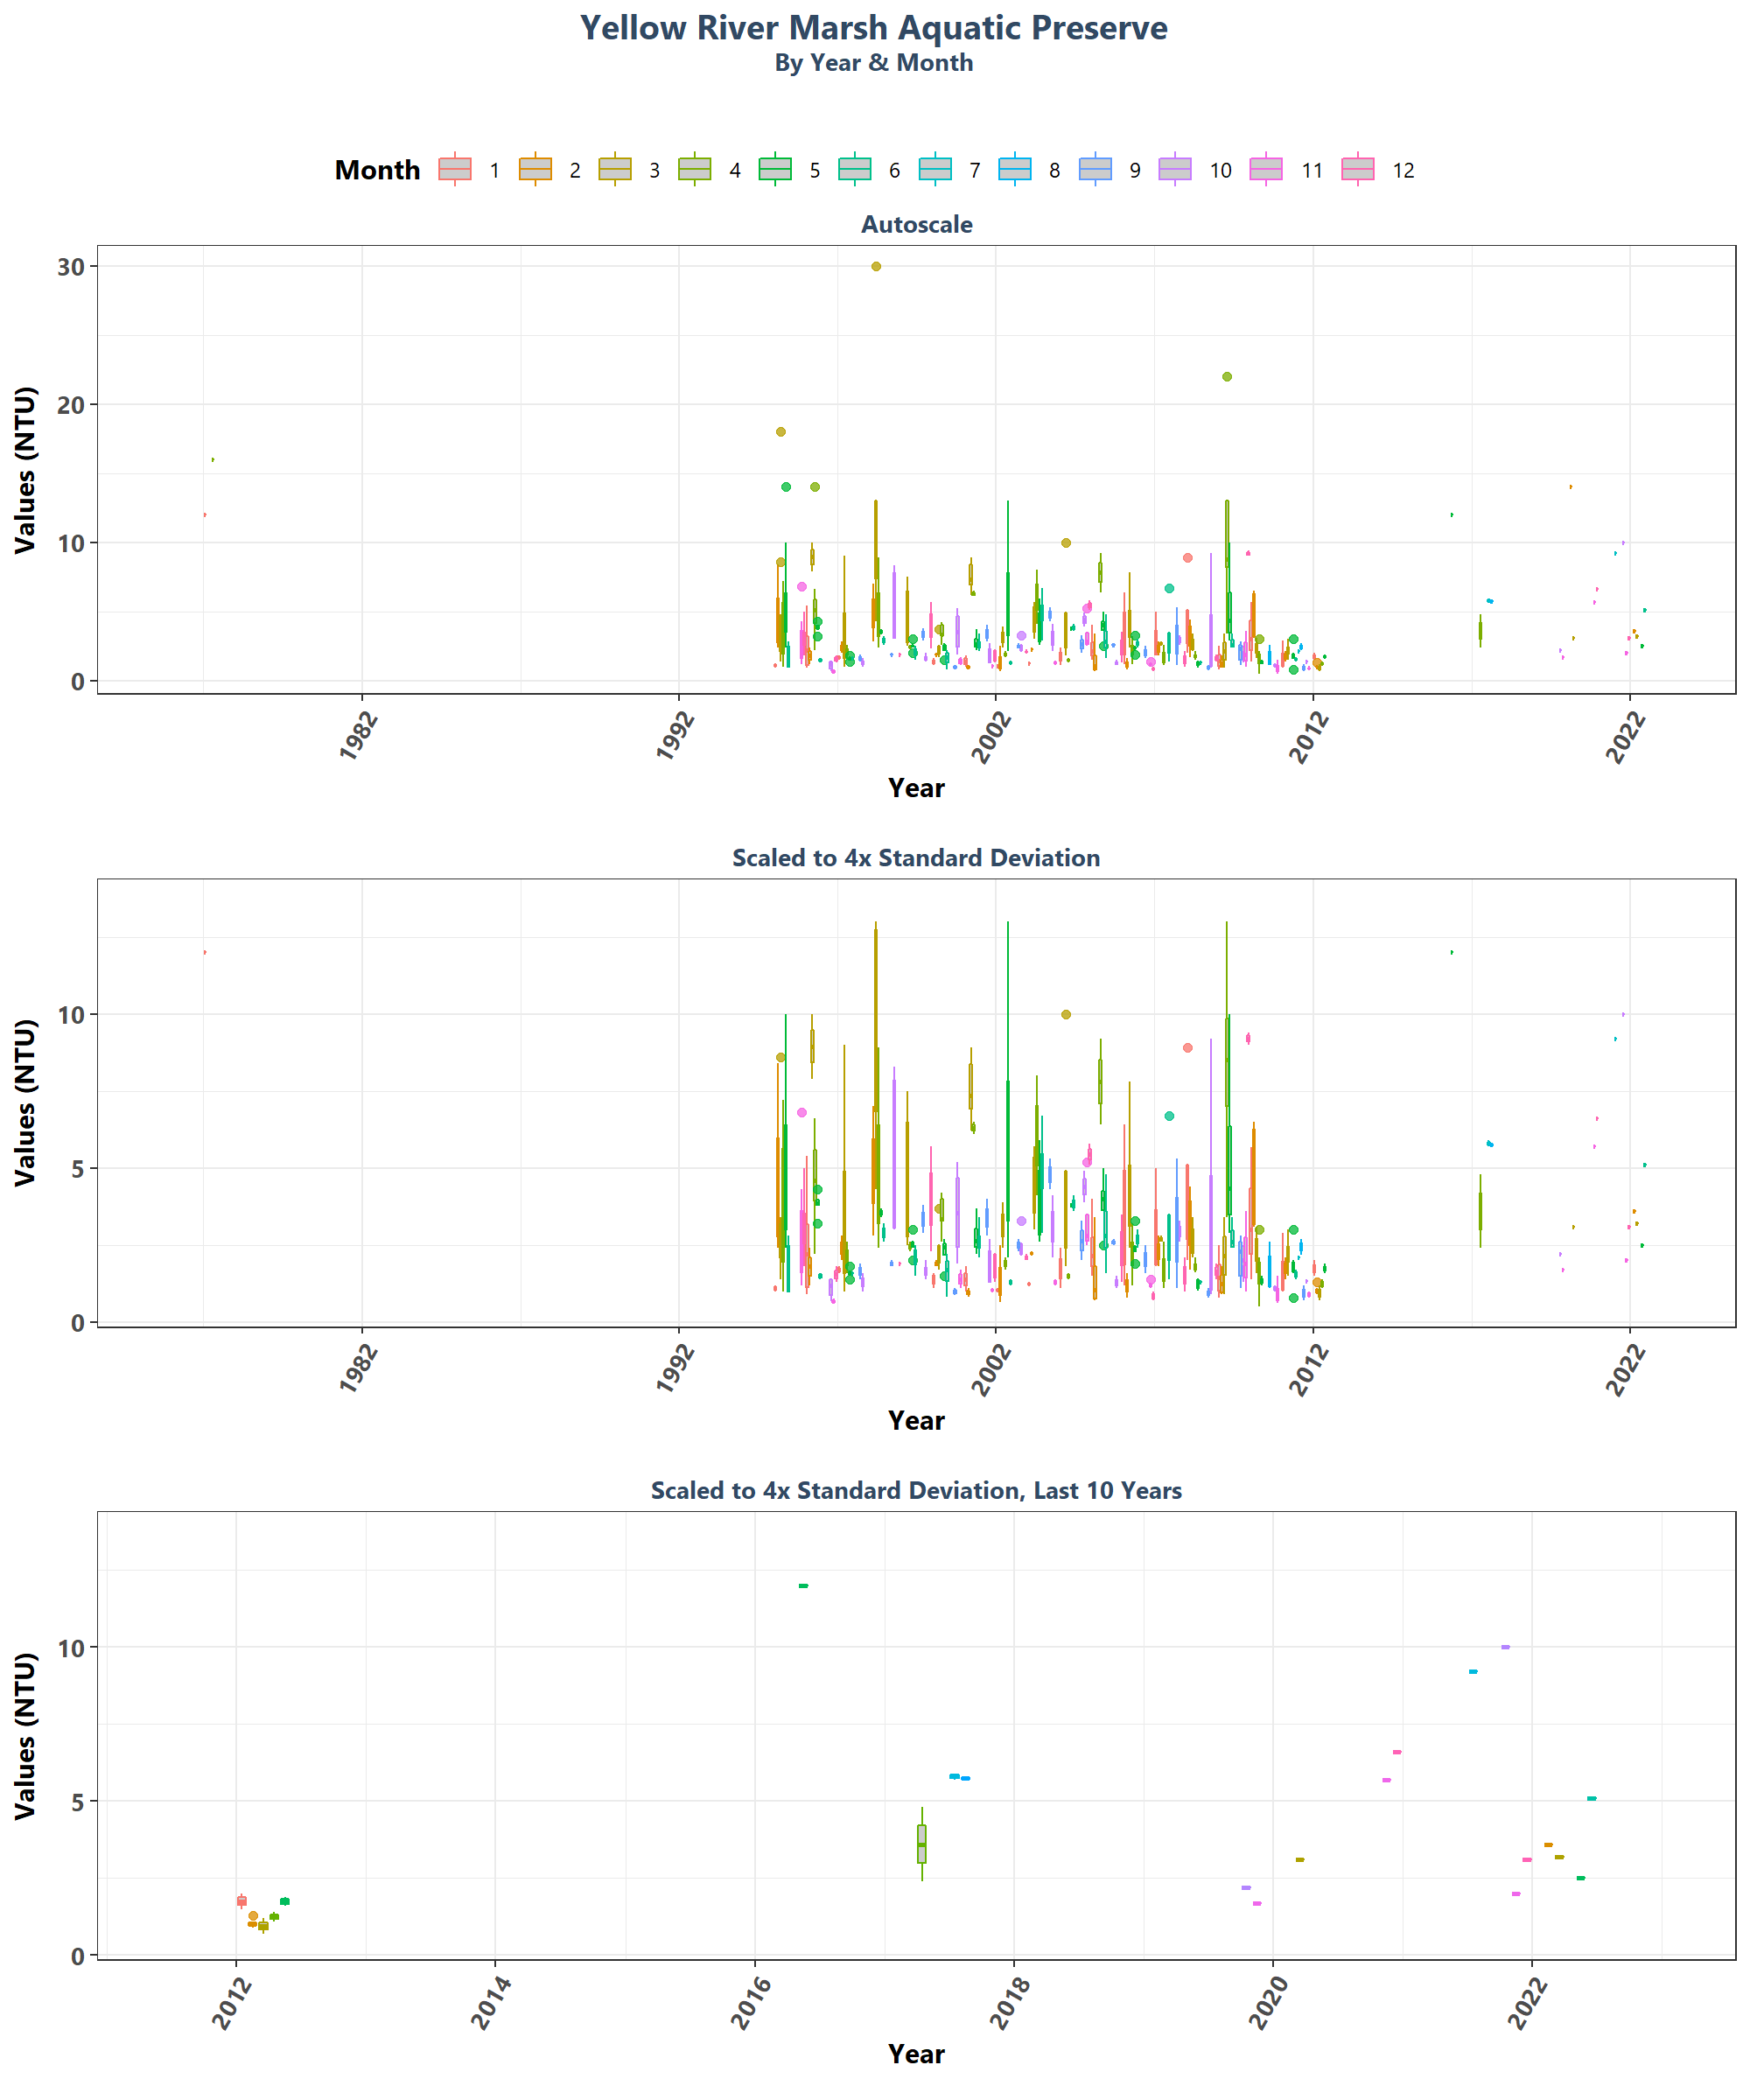 Yellow River Marsh Aquatic Preserve
By Year & Month
Month 1 2 3 4 5 6 7 8 9 10 11 12
Autoscale
Values (NTU)
30
20
10
0
1982 1992 2002 2012 2022
Year
Scaled to 4x Standard Deviation
Values (NTU)
10
5
0
1982 1992 2002 2012 2022
Year
Scaled to 4x Standard Deviation, Last 10 Years
Values (NTU)
10
5
0
2012 2014 2016 2018 2020 2022
Year